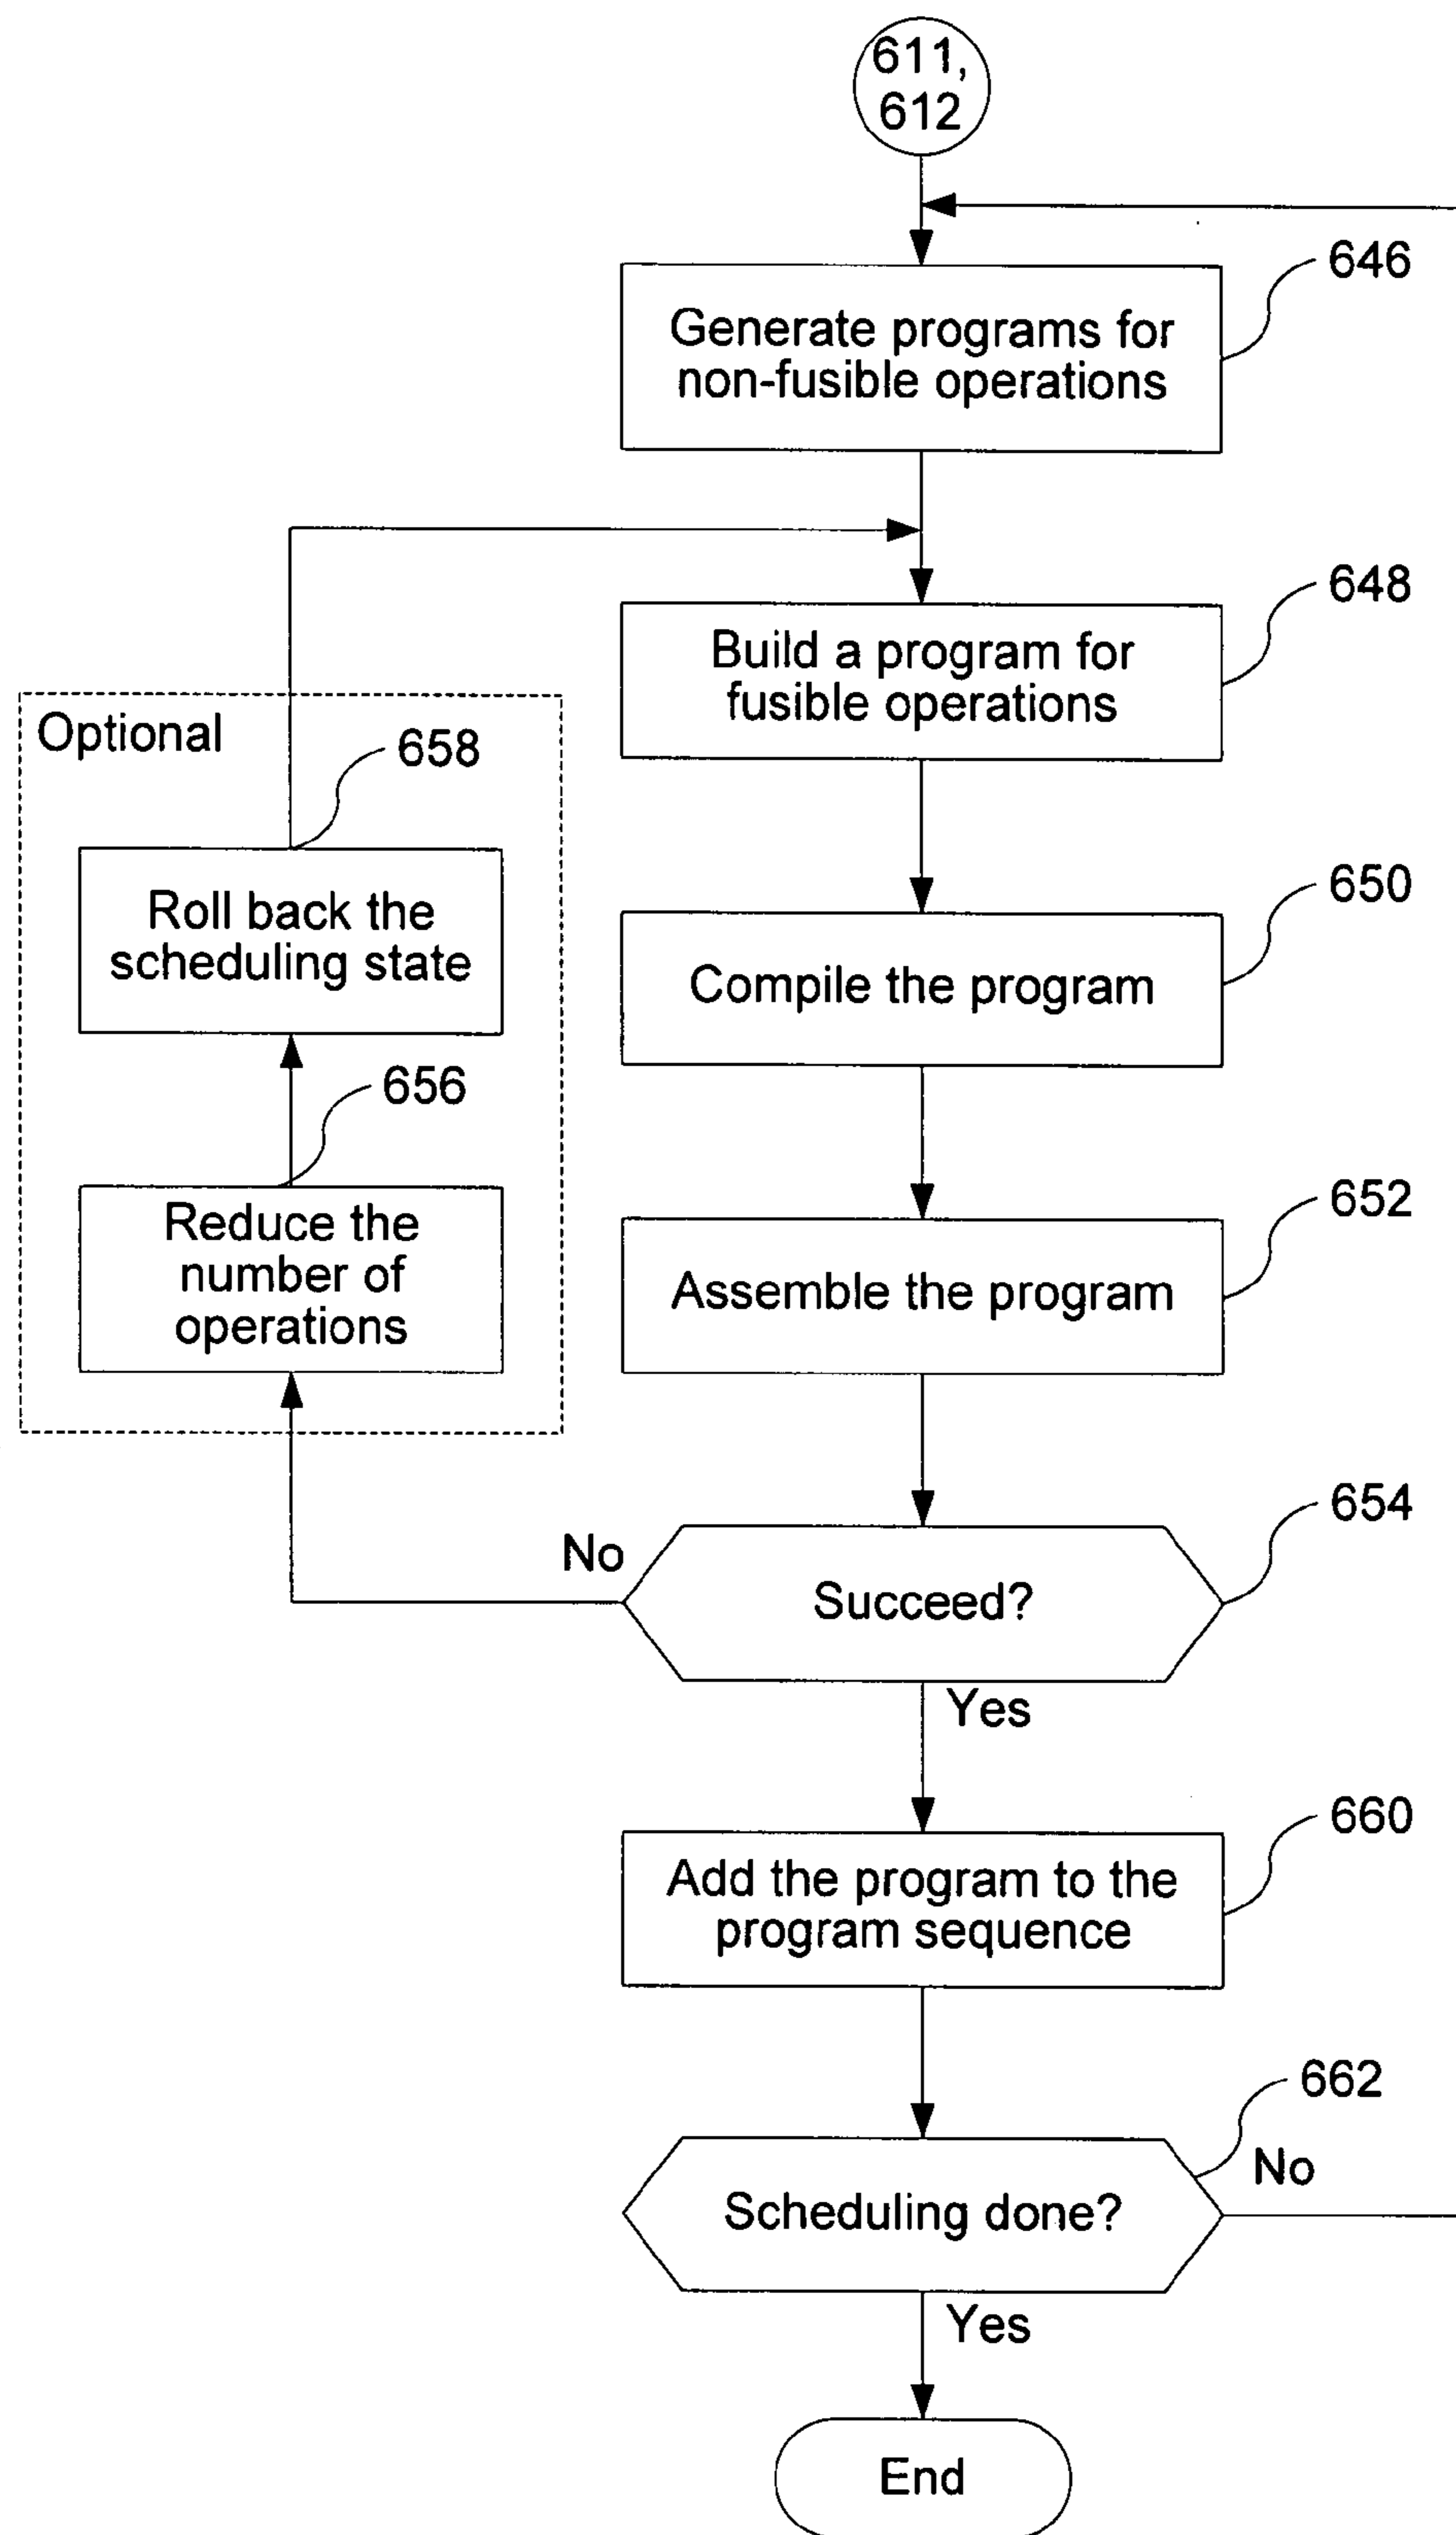 611,
612
646
Generate programs for
non-fusible operations
648
Build a program for
fusible operations
Optional
658
Roll back the
scheduling state
650
Compile the program
656
Reduce the
number of
operations
652
Assemble the program
654
No
Succeed?
Yes
660
Add the program to the
program sequence
662
No
Scheduling done?
Yes
End